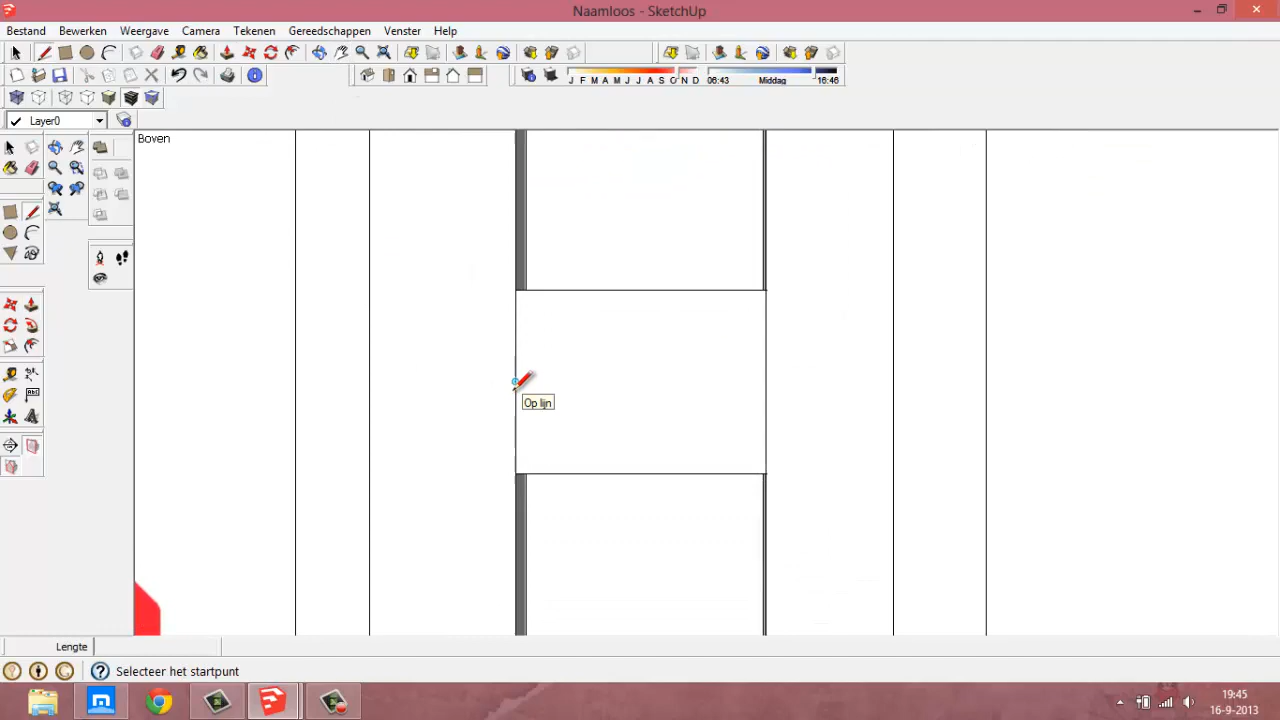 Naamloos - SketchUp
Bestand Bewerken Weergave Camera Tekenen Gereedschappen Venster Help
J F M A M J J A S O N D 06:43 Middag 16:46
Layer0
Boven
Op lijn
Lengte
Selecteer het startpunt
19:45
16-9-2013